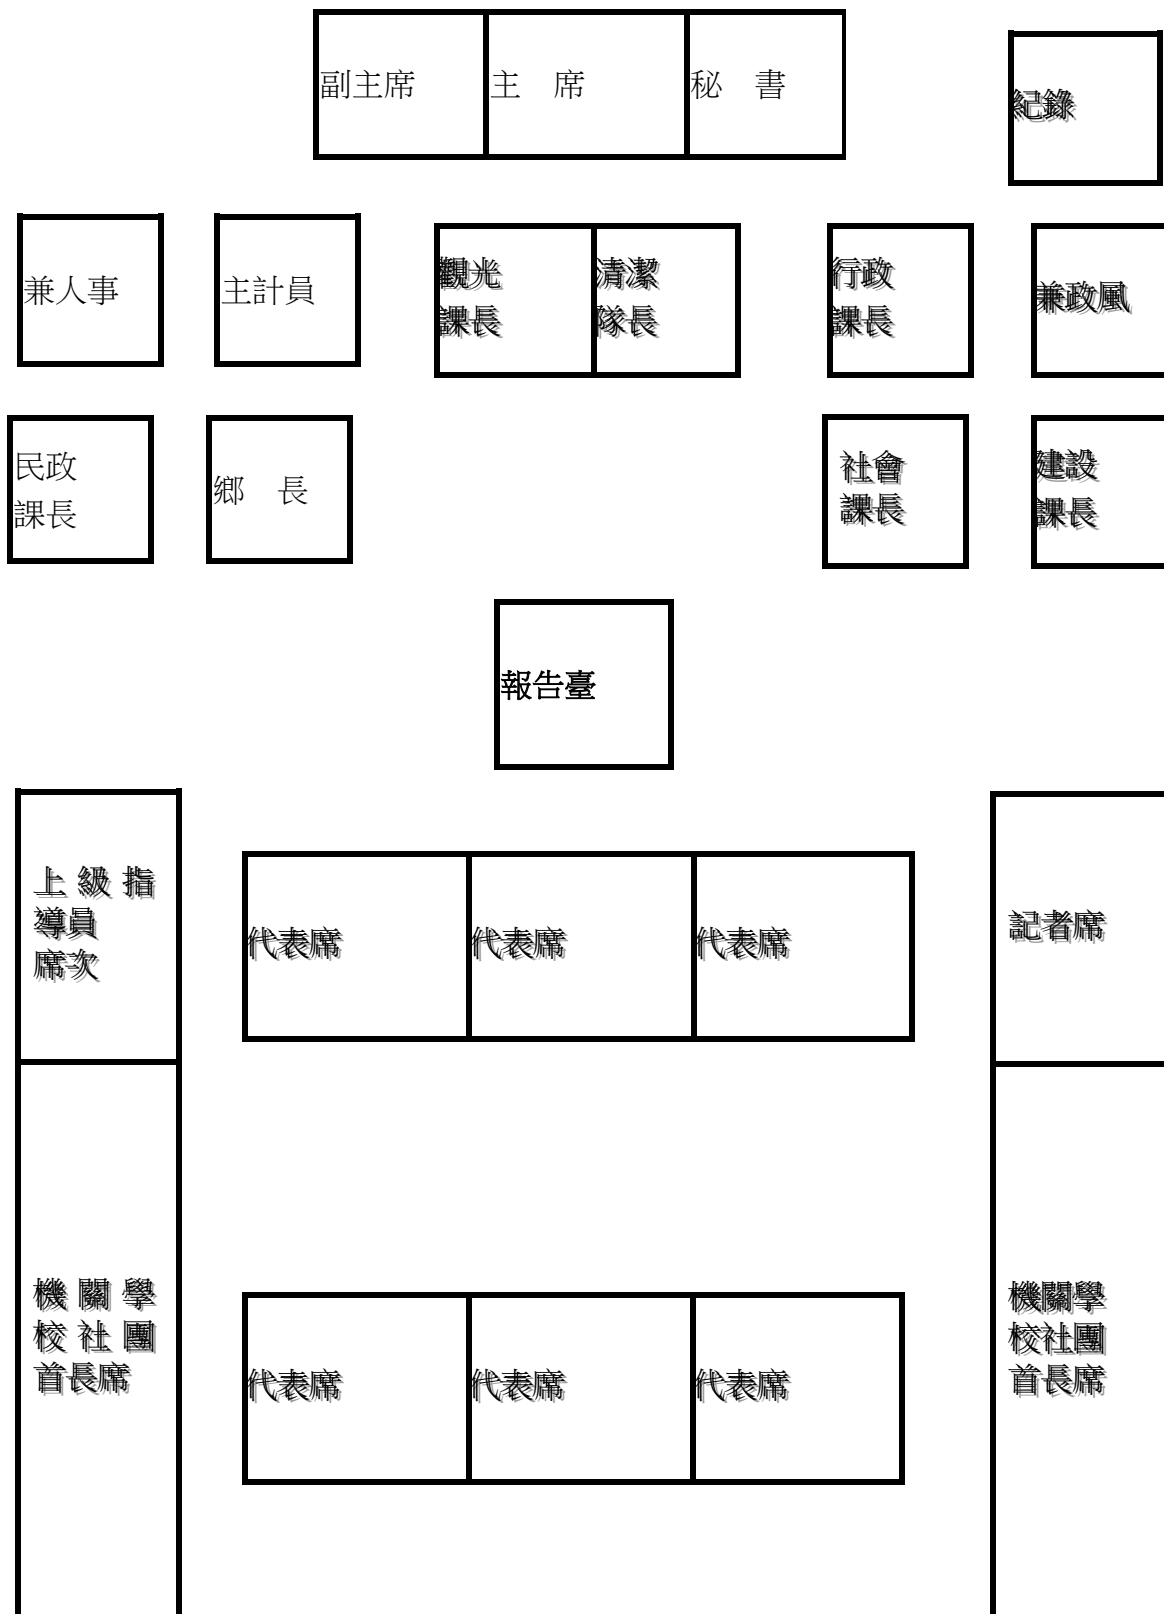 副主席
主　席
秘　書
紀錄
兼人事
主計員
觀光
課長
清潔
隊長
行政
課長
兼政風
民政
課長
鄉　長
社會
課長
建設
課長
報告臺
上級指
導員
席次
代表席
代表席
代表席
記者席
機關學
校社團
首長席
代表席
代表席
代表席
機關學
校社團
首長席